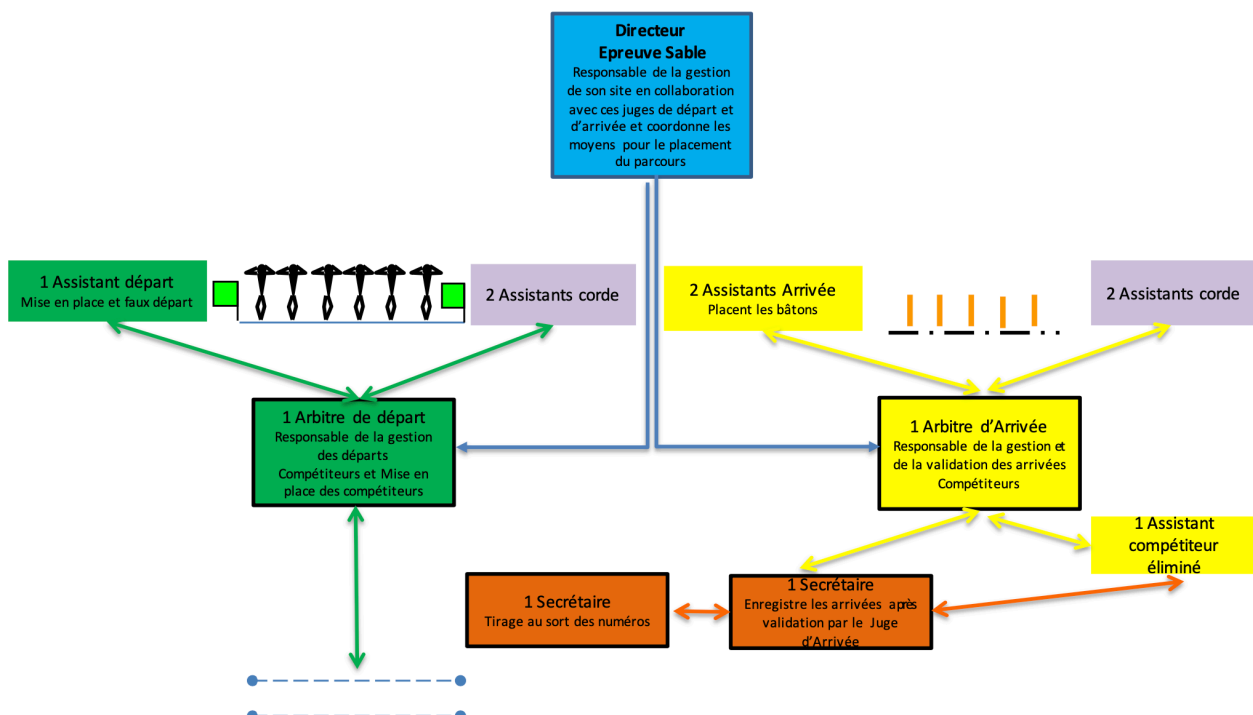 Directeur
Epreuve Sable
Responsable de la gestion
de son site en collaboration
avec ces juges de départ et
d'arrivée et coordonne les
moyens pour le placement
du parcours
1 Assistant départ
Mise en place et faux départ
2 Assistants corde
2 Assistants Arrivée
Placent les bâtons
2 Assistants corde
1 Arbitre de départ
Responsable de la gestion
des départs
Compétiteurs et Mise en
place des compétiteurs
1 Arbitre d'Arrivée
Responsable de la gestion et
de la validation des arrivées
Compétiteurs
1 Assistant
compétiteur
éliminé
1 Secrétaire
Tirage au sort des numéros
1 Secrétaire
Enregistre les arrivées après
validation par le Juge
d'Arrivée